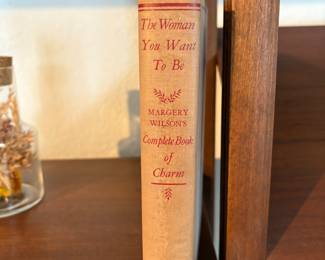 The Woman
You Want
To Be
MARGERY
WILSON'S
Complete Book
of
Charm